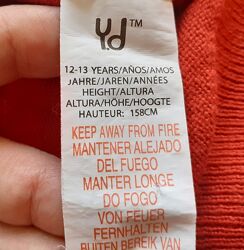 Yd™
12-13 YEARS/AÑOS/AMOS
JAHRE/JAREN/ANNÉES
HEIGHT/ALTURA
ALTURA/HÖHE/HOOGTE
HAUTEUR: 158CM
KEEP AWAY FROM FIRE
MANTENER ALEJADO
DEL FUEGO
MANTER LONGE
DO FOGO
VON FEUER
FERNHALTEN
BUITEN BEREIK VAN